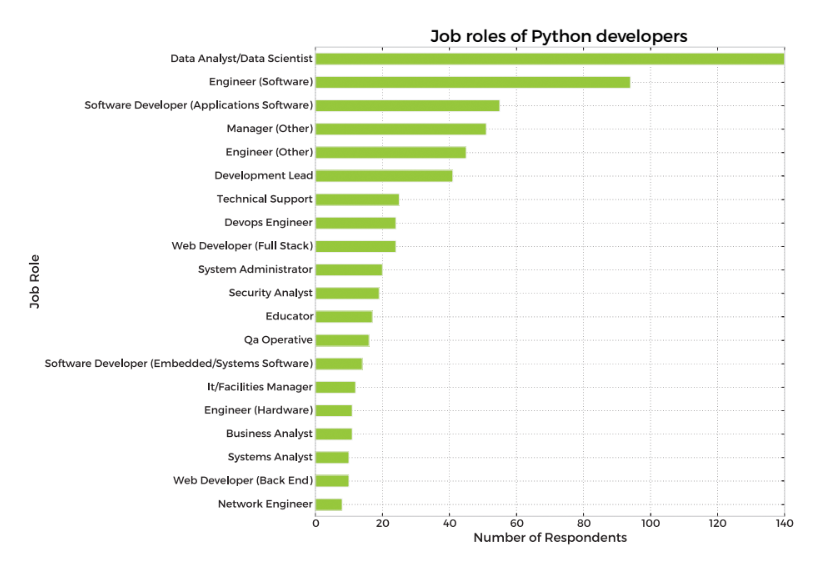 Job roles of Python developers
Data Analyst/Data Scientist
Engineer (Software)
Software Developer (Applications Software)
Manager (Other)
Engineer (Other)
Development Lead
Technical Support
Devops Engineer
Web Developer (Full Stack)
System Administrator
Security Analyst
Educator
Qa Operative
Software Developer (Embedded/Systems Software)
It/Facilities Manager
Engineer (Hardware)
Business Analyst
Systems Analyst
Web Developer (Back End)
Network Engineer
Job Role
0 20 40 60 80 100 120 140
Number of Respondents